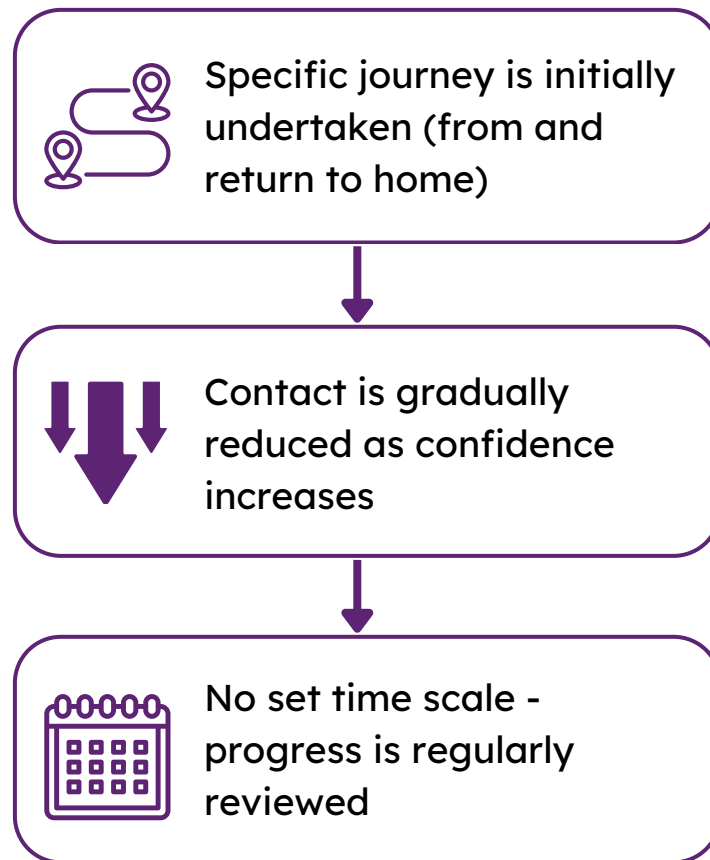 Specific journey is initially
undertaken (from and
return to home)
Contact is gradually
reduced as confidence
increases
No set time scale -
progress is regularly
reviewed